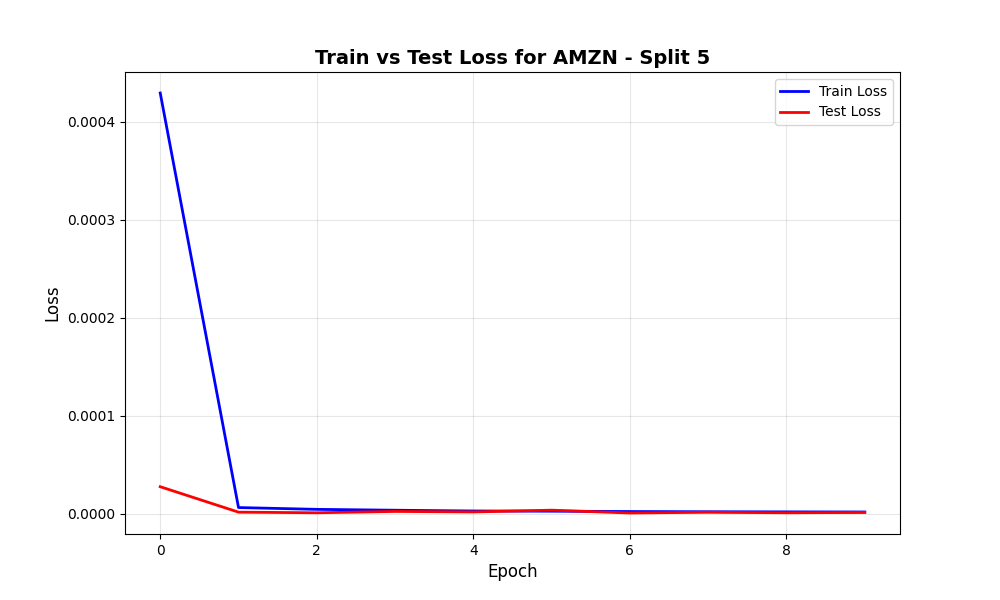 Train vs Test Loss for AMZN - Split 5
Train Loss
Test Loss
0.0004
0.0003
0.0002
0.0001
0.0000
Loss
0 2 4 6 8
Epoch